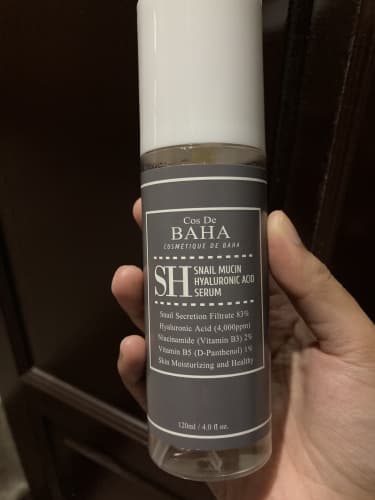 Cos De
BAHA
COSMETIQUE DE BAHA
SH
SNAIL MUCIN
HYALURONIC ACID
SERUM
Snail Secretion Filtrate 83%
Hyaluronic Acid (4,000ppm)
Niacinamide (Vitamin B3) 2%
Vitamin B5 (D-Panthenol) 1%
Skin Moisturizing and Healthy
120ml / 4.0 fl. oz.